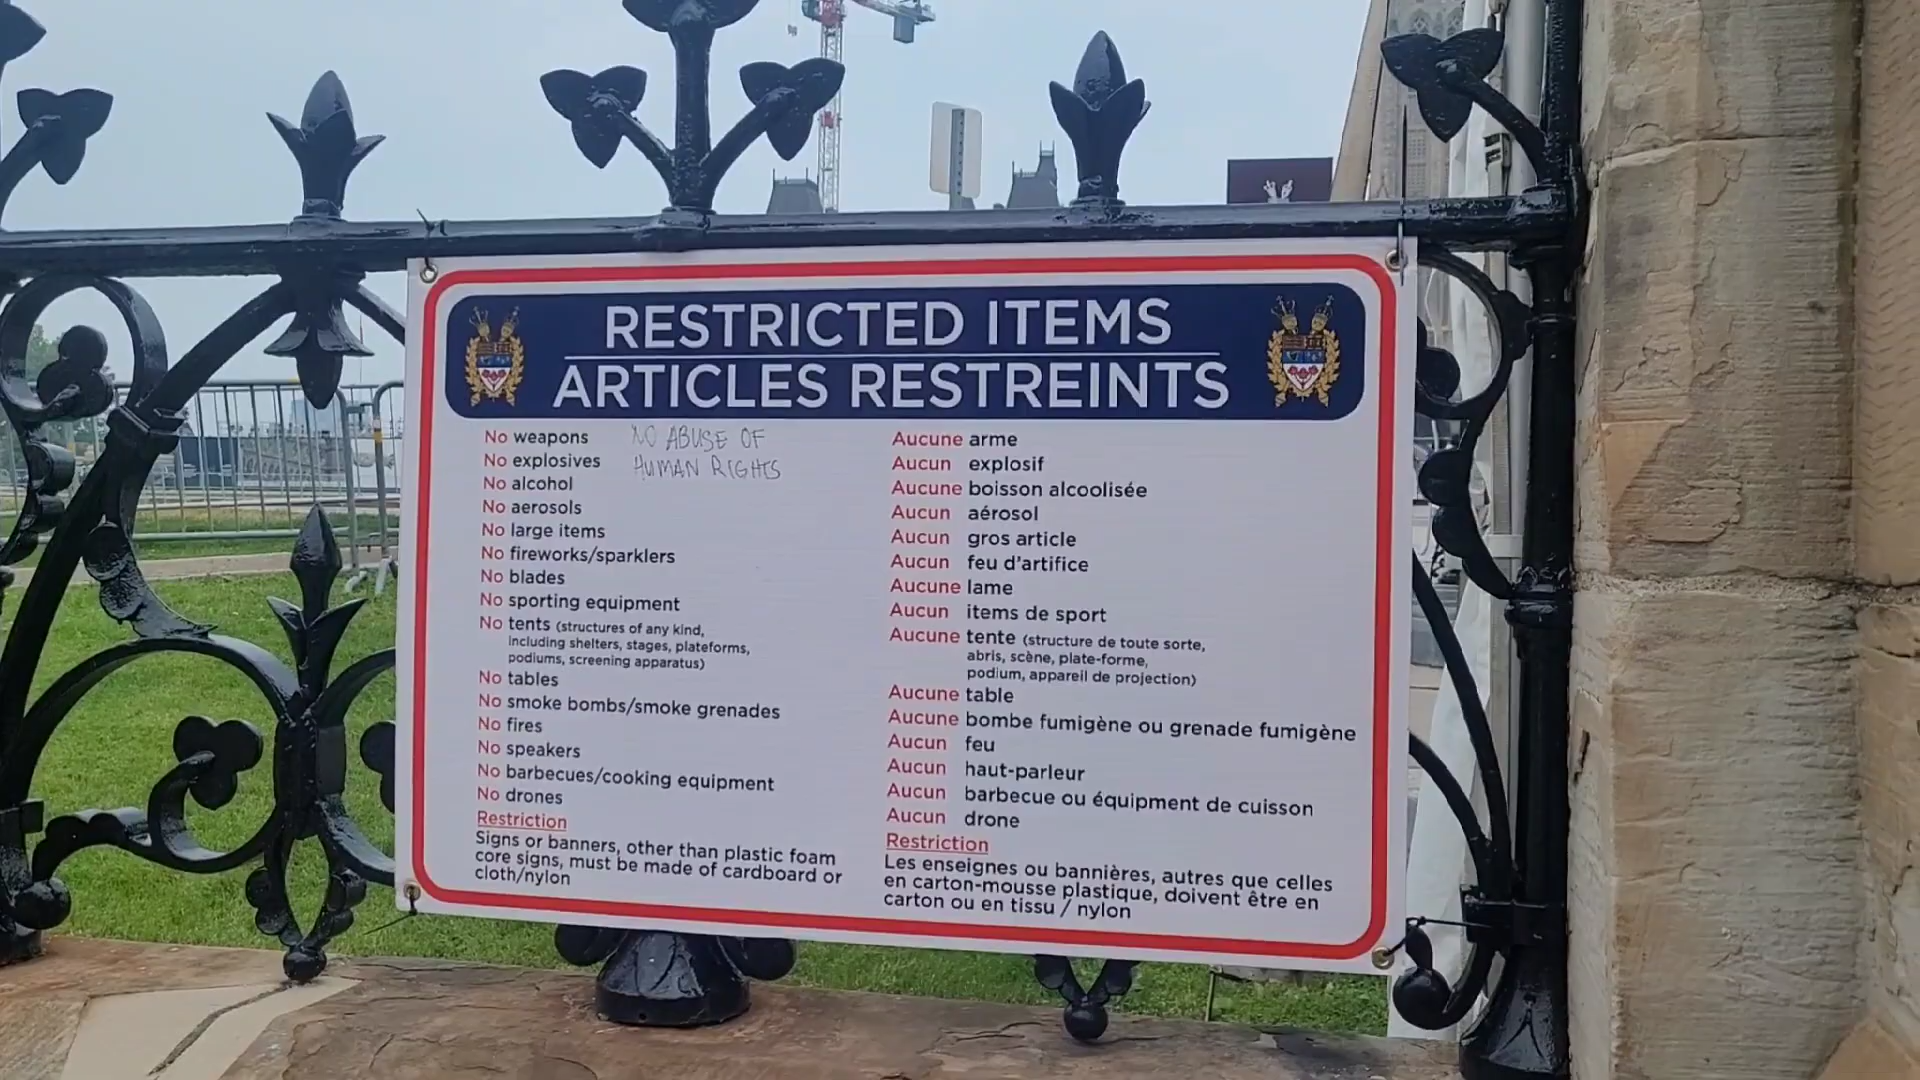 RESTRICTED ITEMS
ARTICLES RESTREINTS
No weapons
No explosives
No alcohol
No aerosols
No large items
No fireworks/sparklers
No blades
No sporting equipment
No tents (structures of any kind,
including shelters, stages, plateforms,
podiums, screening apparatus)
No tables
No smoke bombs/smoke grenades
No fires
No speakers
No barbecues/cooking equipment
No drones
Restriction
Signs or banners, other than plastic foam
core signs, must be made of cardboard or
cloth/nylon
NO ABUSE OF
HUMAN RIGHTS
Aucune arme
Aucun explosif
Aucune boisson alcoolisée
Aucun aérosol
Aucun gros article
Aucun feu d'artifice
Aucune lame
Aucun items de sport
Aucune tente (structure de toute sorte,
abris, scène, plate-forme,
podium, appareil de projection)
Aucune table
Aucune bombe fumigène ou grenade fumigène
Aucun feu
Aucun haut-parleur
Aucun barbecue ou équipment de cuisson
Aucun drone
Restriction
Les enseignes ou bannières, autres que celles
en carton-mousse plastique, doivent être en
carton ou en tissu / nylon